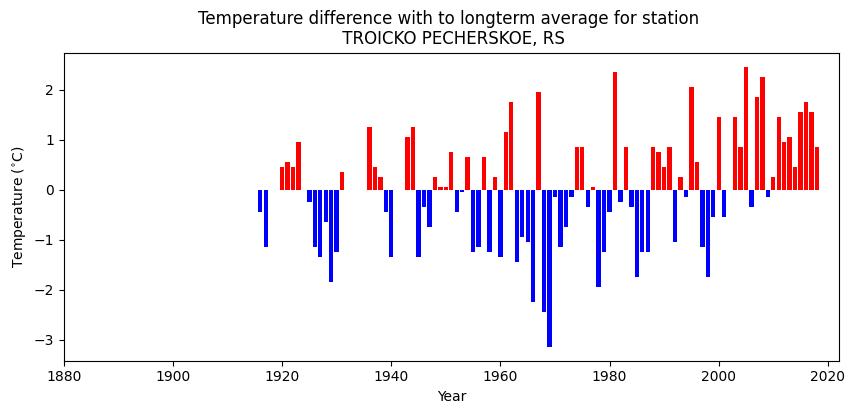 Temperature difference with to longterm average for station
TROICKO PECHERSKOE, RS
Temperature (°C)
2
1
0
−1
−2
−3
1880 1900 1920 1940 1960 1980 2000 2020
Year